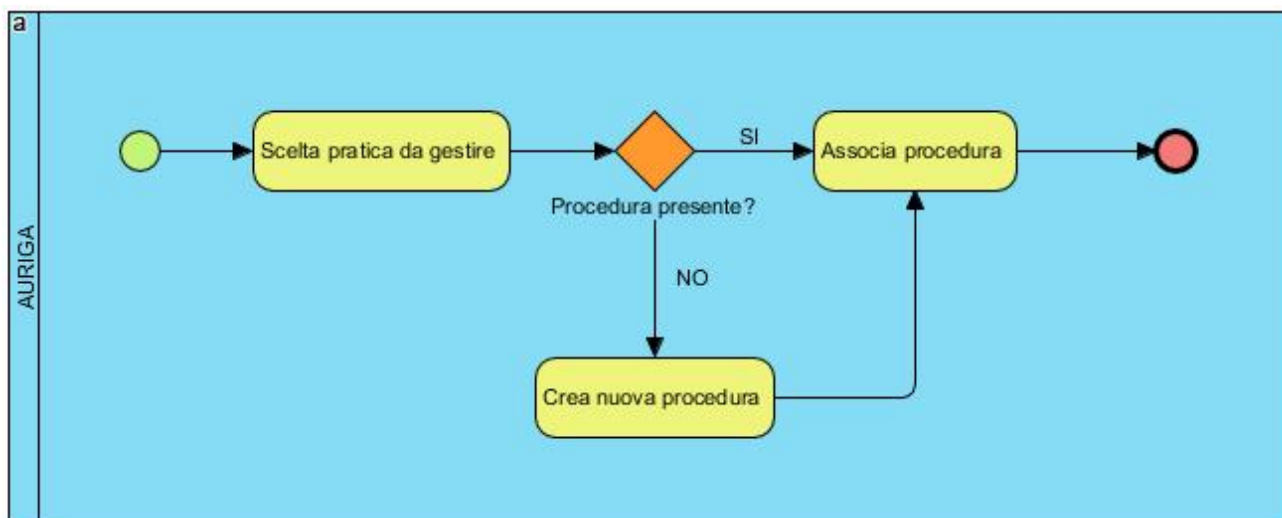 a
AURIGA
Scelta pratica da gestire
Procedura presente?
SI
Associa procedura
NO
Crea nuova procedura